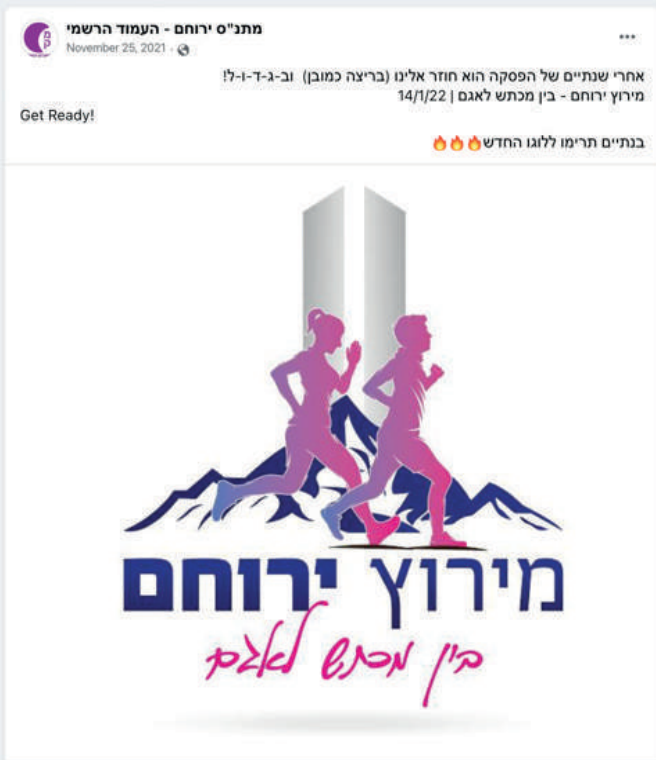 מתנ"ס ירוחם - העמוד הרשמי
November 25, 2021
אחרי שנתיים של הפסקה הוא חוזר אלינו (בריצה כמובן) וב-ג-ד-ו-ל!
מירוץ ירוחם - בין מכתש לאגם | 14/1/22
Get Ready!
בנתיים תרימו ללוגו החדש🔥🔥🔥
מירוץ ירוחם
בין מכתש לאגם